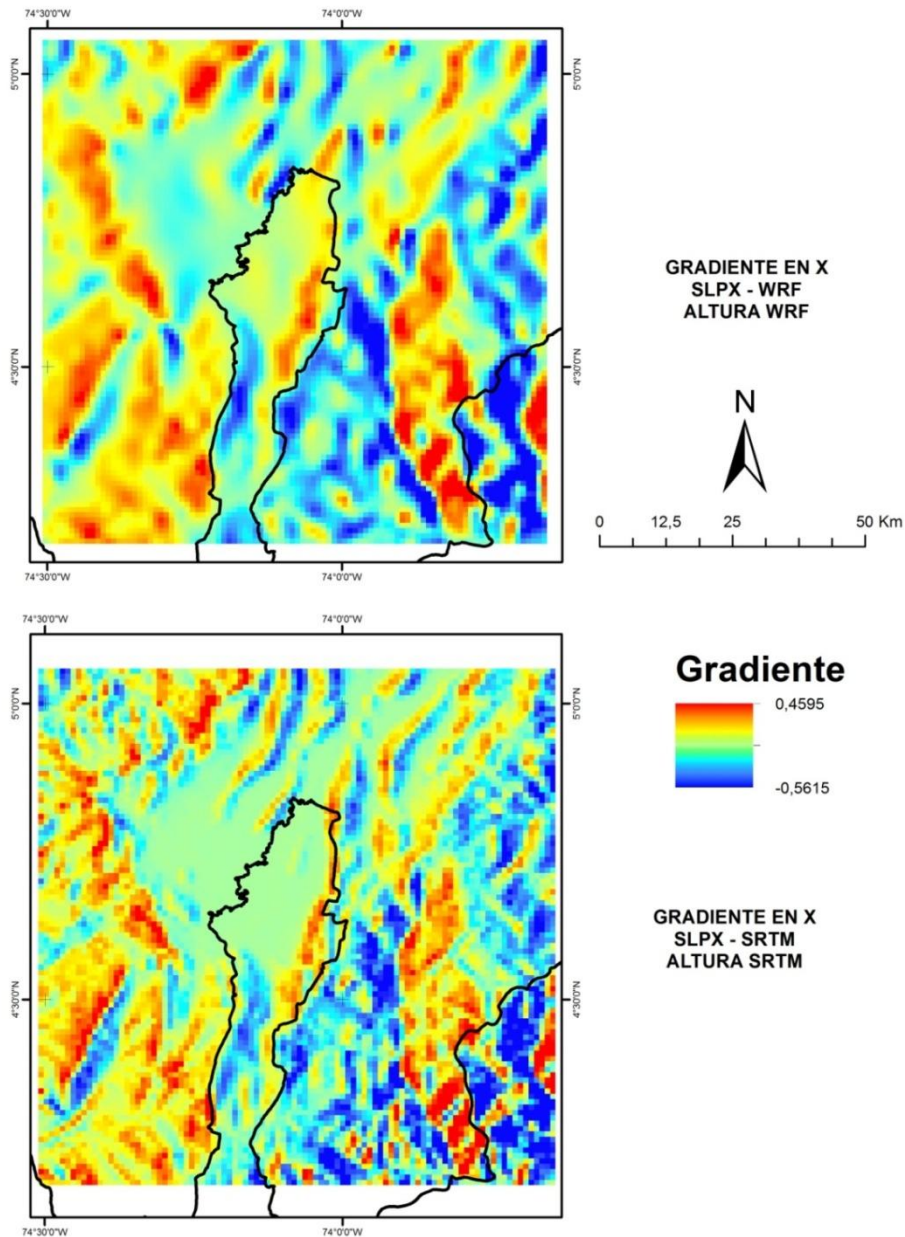 74°30'0"W
74°0'0"W
5°0'0"N
5°0'0"N
4°30'0"N
4°30'0"N
74°30'0"W
74°0'0"W
GRADIENTE EN X
SLPX - WRF
ALTURA WRF
N
0 12,5 25 50 Km
74°30'0"W
74°0'0"W
5°0'0"N
5°0'0"N
4°30'0"N
4°30'0"N
74°30'0"W
74°0'0"W
Gradiente
0,4595
-0,5615
GRADIENTE EN X
SLPX - SRTM
ALTURA SRTM